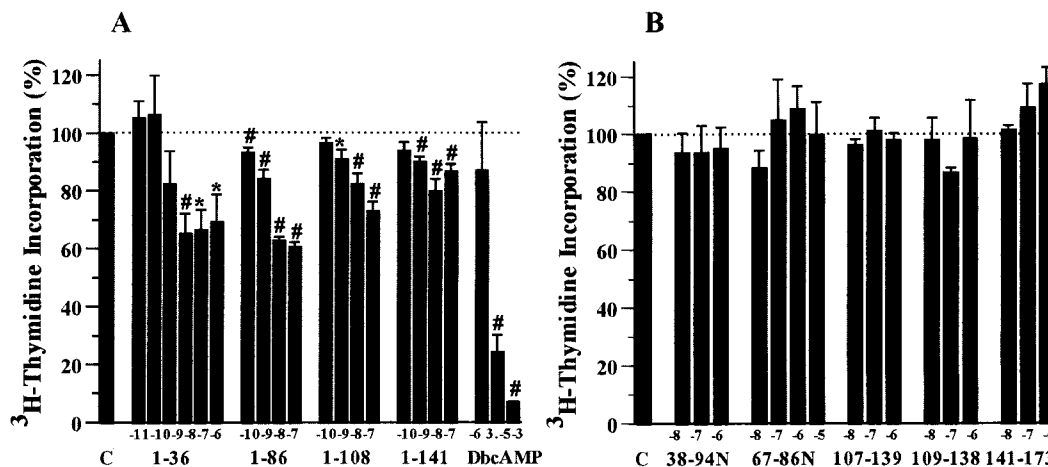 A
B
³H-Thymidine Incorporation (%)
120
100
80
60
40
20
0
# * * # # # # * # # # # # # #
-11-10-9-8-7-6 -10-9-8-7 -10-9-8-7 -10-9-8-7 -6 3.-5-3
C 1-36 1-86 1-108 1-141 DbcAMP
³H-Thymidine Incorporation (%)
120
100
80
60
40
20
0
-8 -7 -6 -8 -7 -6 -5 -8 -7 -6 -8 -7 -6 -8 -7 -6
C 38-94N 67-86N 107-139 109-138 141-173